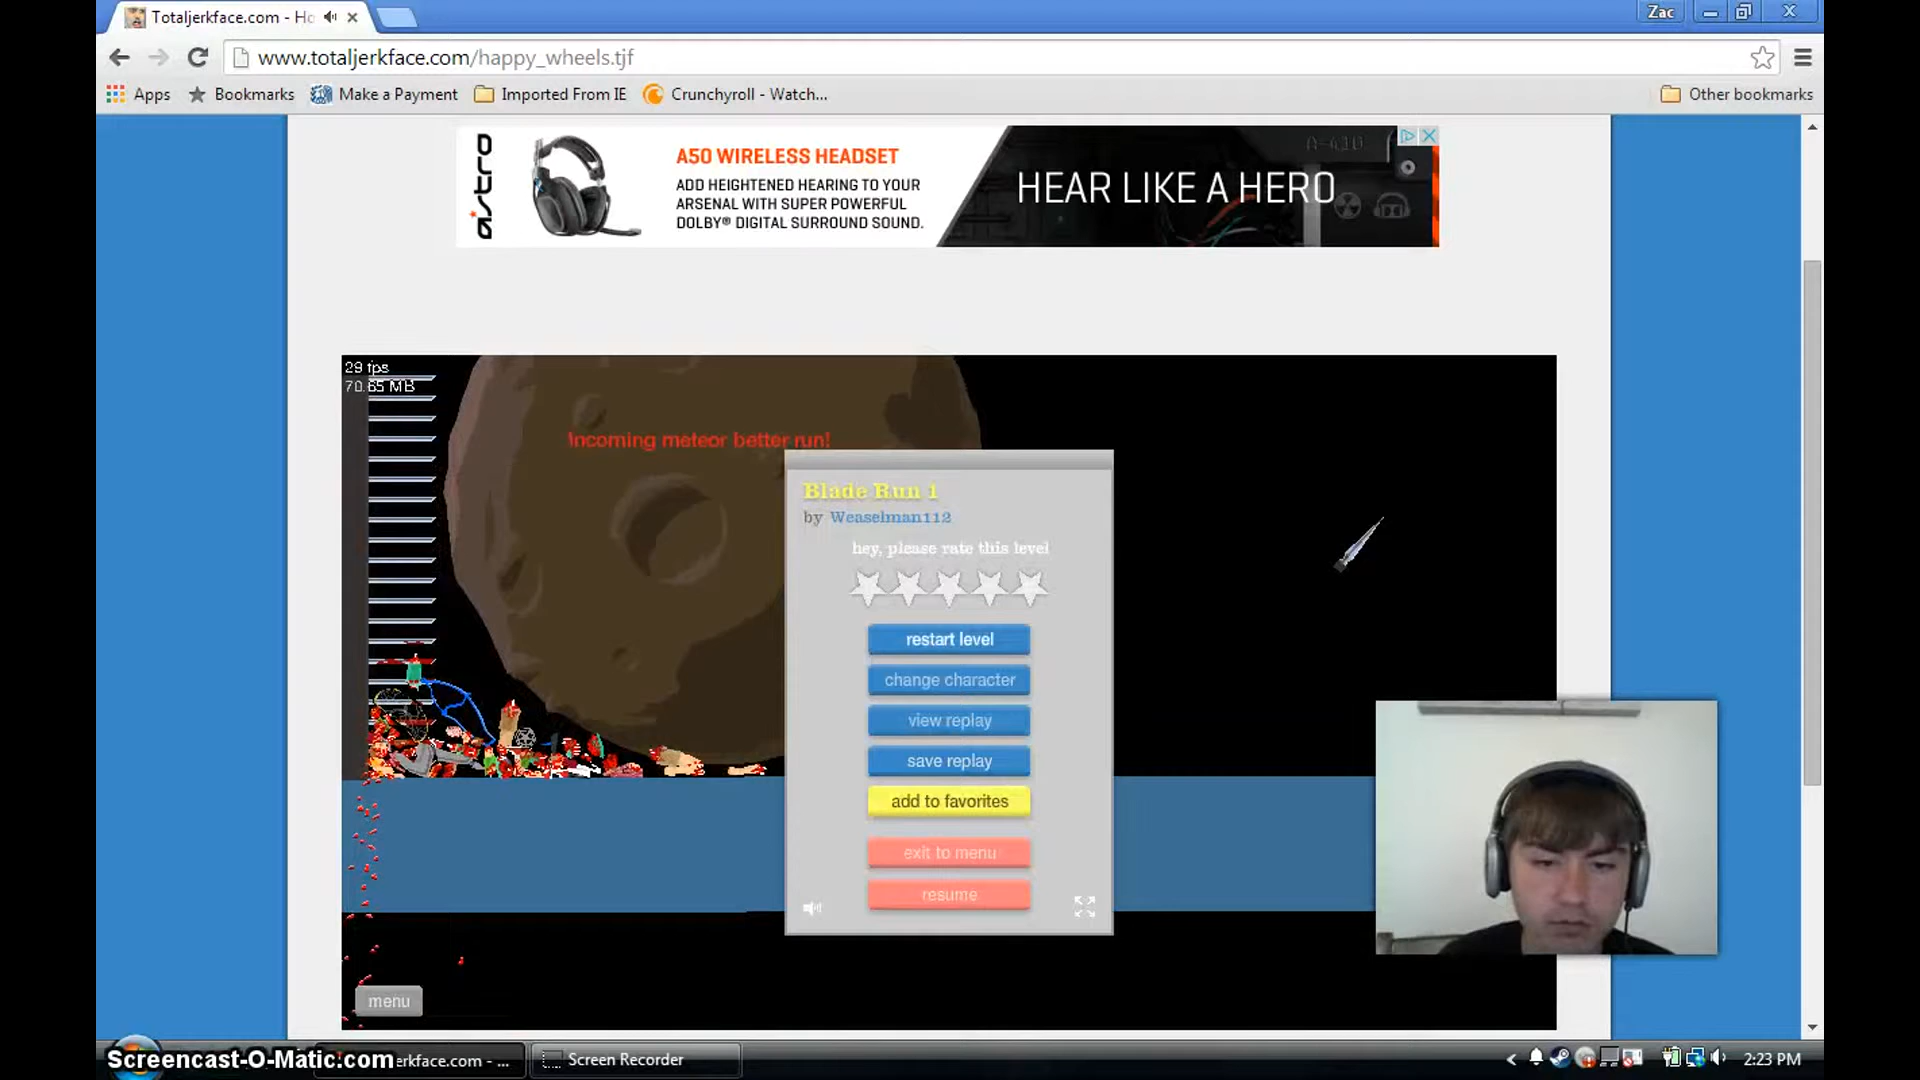 Totaljerkface.com - Ho
Zac
www.totaljerkface.com/happy_wheels.tjf
Apps
Bookmarks
Make a Payment
Imported From IE
Crunchyroll - Watch...
Other bookmarks
astro
A50 WIRELESS HEADSET
ADD HEIGHTENED HEARING TO YOUR
ARSENAL WITH SUPER POWERFUL
DOLBY® DIGITAL SURROUND SOUND.
HEAR LIKE A HERO
A-410
29 fps
70.65 MB
Incoming meteor better run!
Blade Run 1
by Weaselman112
hey, please rate this level
restart level
change character
view replay
save replay
add to favorites
exit to menu
resume
menu
Screencast-O-Matic.com
erkface.com - ...
Screen Recorder
2:23 PM